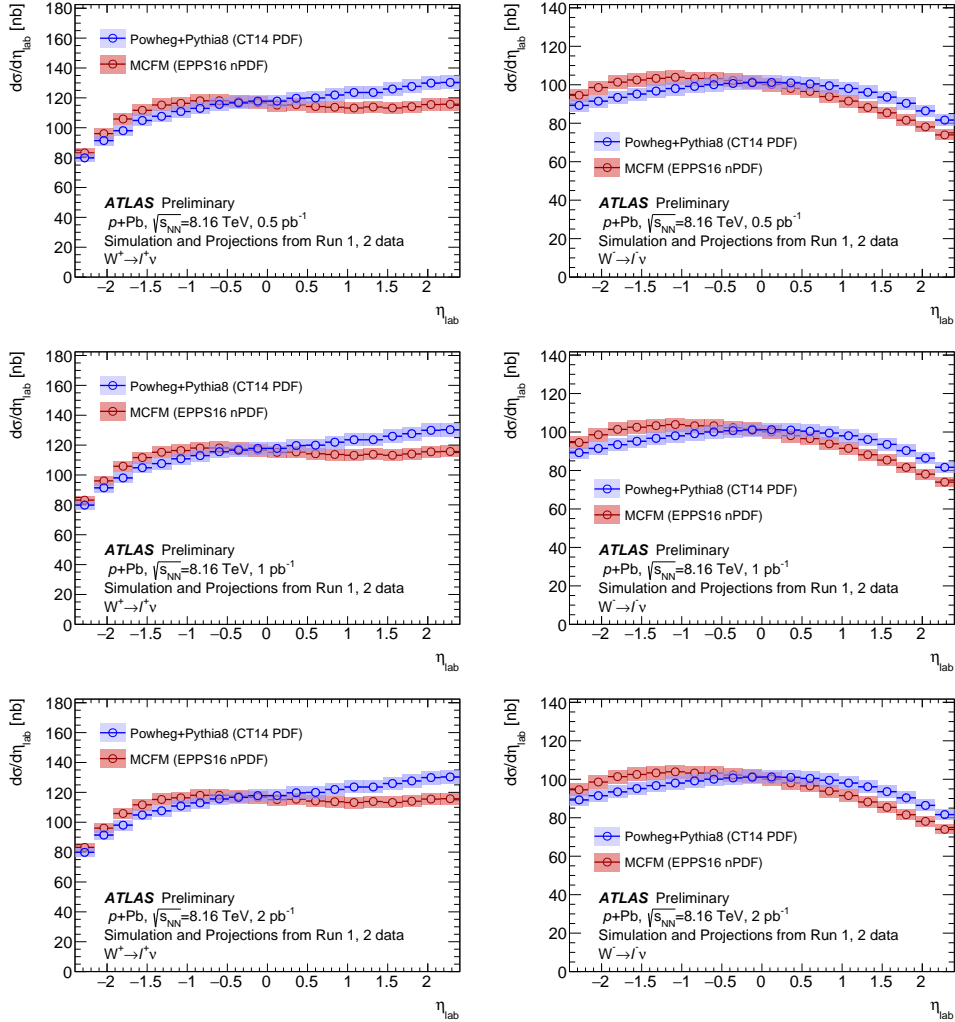 dσ/dη_lab [nb]
180
160
140
120
100
80
60
40
20
0
Powheg+Pythia8 (CT14 PDF)
MCFM (EPPS16 nPDF)
ATLAS Preliminary
p+Pb, √s_NN=8.16 TeV, 0.5 pb⁻¹
Simulation and Projections from Run 1, 2 data
W⁺→l⁺ν
−2 −1.5 −1 −0.5 0 0.5 1 1.5 2
η_lab
dσ/dη_lab [nb]
140
120
100
80
60
40
20
0
Powheg+Pythia8 (CT14 PDF)
MCFM (EPPS16 nPDF)
ATLAS Preliminary
p+Pb, √s_NN=8.16 TeV, 0.5 pb⁻¹
Simulation and Projections from Run 1, 2 data
W⁻→l⁻ν
−2 −1.5 −1 −0.5 0 0.5 1 1.5 2
η_lab
dσ/dη_lab [nb]
180
160
140
120
100
80
60
40
20
0
Powheg+Pythia8 (CT14 PDF)
MCFM (EPPS16 nPDF)
ATLAS Preliminary
p+Pb, √s_NN=8.16 TeV, 1 pb⁻¹
Simulation and Projections from Run 1, 2 data
W⁺→l⁺ν
−2 −1.5 −1 −0.5 0 0.5 1 1.5 2
η_lab
dσ/dη_lab [nb]
140
120
100
80
60
40
20
0
Powheg+Pythia8 (CT14 PDF)
MCFM (EPPS16 nPDF)
ATLAS Preliminary
p+Pb, √s_NN=8.16 TeV, 1 pb⁻¹
Simulation and Projections from Run 1, 2 data
W⁻→l⁻ν
−2 −1.5 −1 −0.5 0 0.5 1 1.5 2
η_lab
dσ/dη_lab [nb]
180
160
140
120
100
80
60
40
20
0
Powheg+Pythia8 (CT14 PDF)
MCFM (EPPS16 nPDF)
ATLAS Preliminary
p+Pb, √s_NN=8.16 TeV, 2 pb⁻¹
Simulation and Projections from Run 1, 2 data
W⁺→l⁺ν
−2 −1.5 −1 −0.5 0 0.5 1 1.5 2
η_lab
dσ/dη_lab [nb]
140
120
100
80
60
40
20
0
Powheg+Pythia8 (CT14 PDF)
MCFM (EPPS16 nPDF)
ATLAS Preliminary
p+Pb, √s_NN=8.16 TeV, 2 pb⁻¹
Simulation and Projections from Run 1, 2 data
W⁻→l⁻ν
−2 −1.5 −1 −0.5 0 0.5 1 1.5 2
η_lab